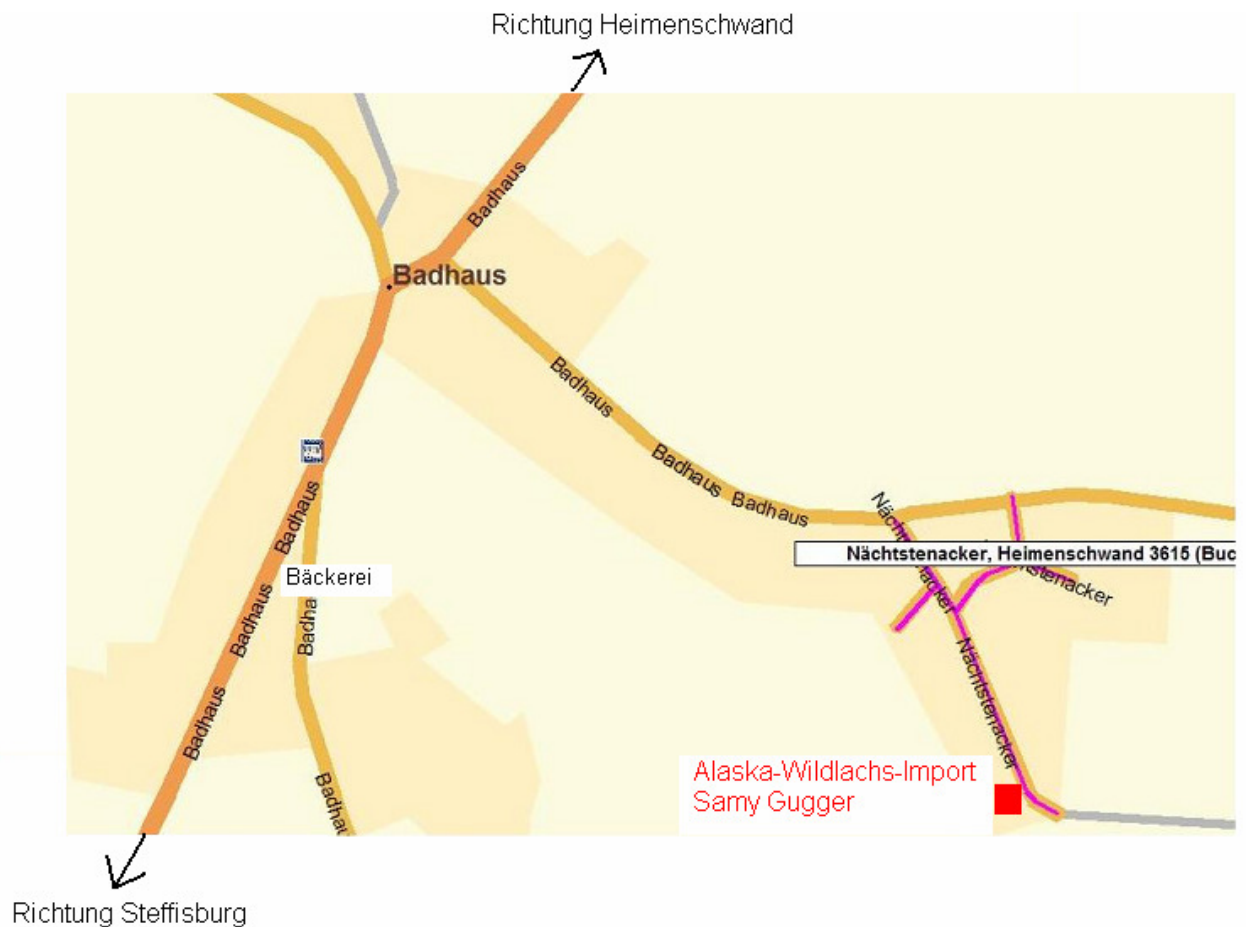 Richtung Heimenschwand
Badhaus
Badhaus
Badhaus
Badhaus
Badhaus
Nächtstenacker, Heimenschwand 3615 (Buc
Badhaus
Bäckerei
Badhau
Badhaus
Badhaus
Nächtstenacker
Badhaus
Alaska-Wildlachs-Import
Samy Gugger
Richtung Steffisburg